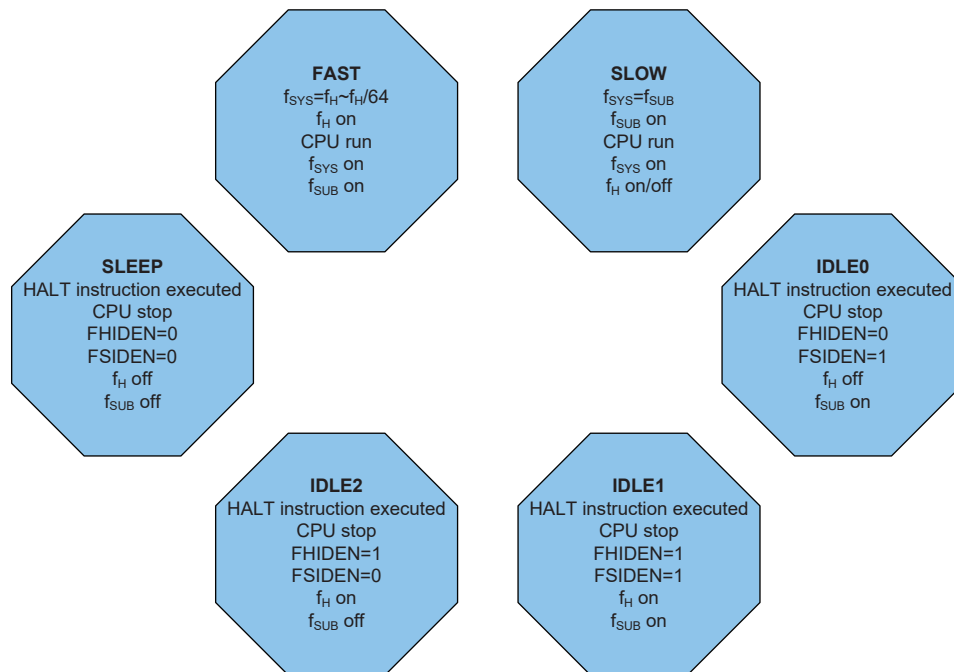 FAST
fSYS=fH~fH/64
fH on
CPU run
fSYS on
fSUB on
SLOW
fSYS=fSUB
fSUB on
CPU run
fSYS on
fH on/off
SLEEP
HALT instruction executed
CPU stop
FHIDEN=0
FSIDEN=0
fH off
fSUB off
IDLE0
HALT instruction executed
CPU stop
FHIDEN=0
FSIDEN=1
fH off
fSUB on
IDLE2
HALT instruction executed
CPU stop
FHIDEN=1
FSIDEN=0
fH on
fSUB off
IDLE1
HALT instruction executed
CPU stop
FHIDEN=1
FSIDEN=1
fH on
fSUB on